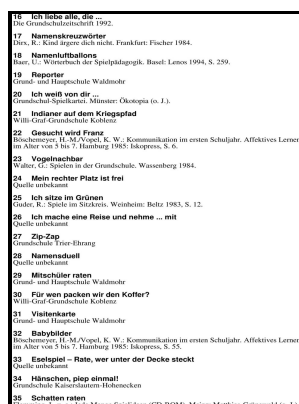 16 Ich liebe alle, die ...
Die Grundschulzeitschrift 1992.
17 Namenskreuzwörter
Dirx, R.: Kind ärgere dich nicht. Frankfurt: Fischer 1984.
18 Namenluftballons
Baer, U.: Wörterbuch der Spielpädagogik. Basel: Lenos 1994, S. 259.
19 Reporter
Grund- und Hauptschule Waldmohr
20 Ich weiß von dir ...
Grundschul-Spielkartei. Münster: Ökotopia (o. J.).
21 Indianer auf dem Kriegspfad
Willi-Graf-Grundschule Koblenz
22 Gesucht wird Franz
Böschemeyer, H.-M./Vogel, K. W.: Kommunikation im ersten Schuljahr. Affektives Lernen
im Alter von 5 bis 7. Hamburg 1985: Iskopress, S. 6.
23 Vogelnachbar
Walter, G.: Spielen in der Grundschule. Wassenberg 1984.
24 Mein rechter Platz ist frei
Quelle unbekannt
25 Ich sitze im Grünen
Guder, R.: Spiele im Sitzkreis. Weinheim: Beltz 1983, S. 12.
26 Ich mache eine Reise und nehme ... mit
Quelle unbekannt
27 Zip-Zap
Grundschule Trier-Ehrang
28 Namensduell
Quelle unbekannt
29 Mitschüler raten
Grund- und Hauptschule Waldmohr
30 Für wen packen wir den Koffer?
Willi-Graf-Grundschule Koblenz
31 Visitenkarte
Grund- und Hauptschule Waldmohr
32 Babybilder
Böschemeyer, H.-M./Vogel, K. W.: Kommunikation im ersten Schuljahr. Affektives Lernen
im Alter von 5 bis 7. Hamburg 1985: Iskopress, S. 55.
33 Eselspiel – Rate, wer unter der Decke steckt
Quelle unbekannt
34 Hänschen, piep einmal!
Grundschule Kaiserslautern-Hohenecken
35 Schatten raten